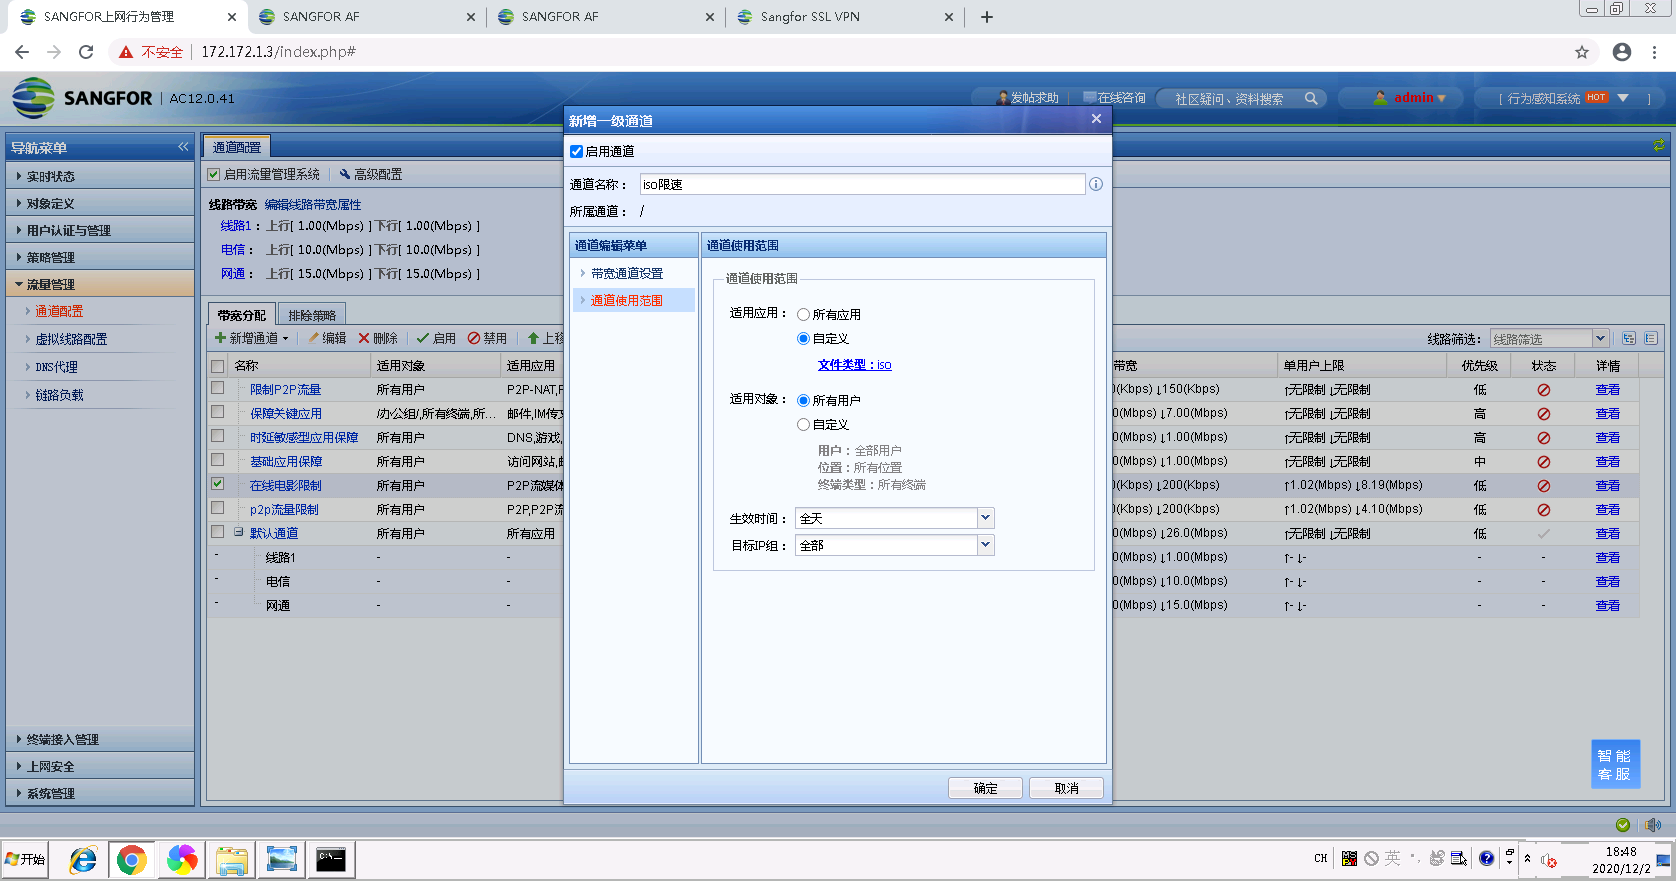 SANGFOR上网行为管理
SANGFOR AF
SANGFOR AF
Sangfor SSL VPN
不安全 172.172.1.3/index.php#
SANGFOR | AC12.0.41
发帖求助 在线咨询 社区疑问、资料搜索 admin [ 行为感知系统 HOT ]
导航菜单
实时状态
对象定义
用户认证与管理
策略管理
流量管理
通道配置
虚拟线路配置
DNS代理
链路负载
终端接入管理
上网安全
系统管理
通道配置
启用流量管理系统 高级配置
线路带宽 编辑线路带宽属性
线路1： 上行[ 1.00(Mbps) ] 下行[ 1.00(Mbps) ]
电信： 上行[ 10.0(Mbps) ] 下行[ 10.0(Mbps) ]
网通： 上行[ 15.0(Mbps) ] 下行[ 15.0(Mbps) ]
带宽分配 排除策略
新增通道 编辑 删除 启用 禁用 上移 线路筛选： 线路筛选
名称 适用对象 适用应用 带宽 单用户上限 优先级 状态 详情
限制P2P流量 所有用户 P2P-NAT,F 0(Kbps) ↓150(Kbps) ↑无限制 ↓无限制 低 查看
保障关键应用 /办公组/,所有终端,所... 邮件,IM传文 0(Mbps) ↓7.00(Mbps) ↑无限制 ↓无限制 高 查看
时延敏感型应用保障 所有用户 DNS,游戏, 0(Mbps) ↓1.00(Mbps) ↑无限制 ↓无限制 高 查看
基础应用保障 所有用户 访问网站, 0(Mbps) ↓1.00(Mbps) ↑无限制 ↓无限制 中 查看
在线电影限制 所有用户 P2P流媒体 0(Kbps) ↓200(Kbps) ↑1.02(Mbps) ↓8.19(Mbps) 低 查看
p2p流量限制 所有用户 P2P,P2P流 0(Kbps) ↓200(Kbps) ↑1.02(Mbps) ↓4.10(Mbps) 低 查看
默认通道 所有用户 所有应用 0(Mbps) ↓26.0(Mbps) ↑无限制 ↓无限制 低 查看
- 线路1 - - 0(Mbps) ↓1.00(Mbps) ↑- ↓- - - 查看
- 电信 - - 0(Mbps) ↓10.0(Mbps) ↑- ↓- - - 查看
- 网通 - - 0(Mbps) ↓15.0(Mbps) ↑- ↓- - - 查看
新增一级通道
启用通道
通道名称： iso限速
所属通道： /
通道编辑菜单
带宽通道设置
通道使用范围
通道使用范围
通道使用范围
适用应用： 所有应用
自定义
文件类型：iso
适用对象： 所有用户
自定义
用户：全部用户
位置：所有位置
终端类型：所有终端
生效时间： 全天
目标IP组： 全部
确定 取消
智能
客服
开始
C:\
CH 英
18:48
2020/12/2